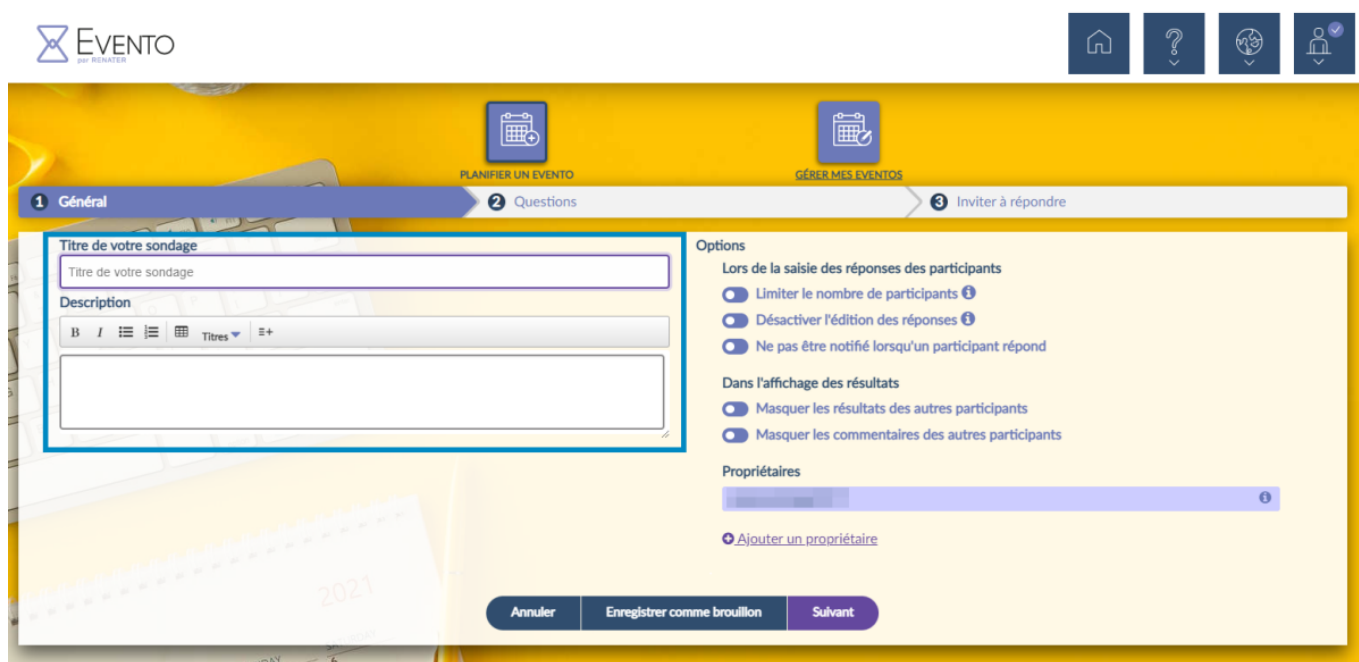 EVENTO
par RENATER
PLANIFIER UN EVENTO
GÉRER MES EVENTOS
1 Général
2 Questions
3 Inviter à répondre
Titre de votre sondage
Titre de votre sondage
Description
B I Titres
Options
Lors de la saisie des réponses des participants
Limiter le nombre de participants
Désactiver l'édition des réponses
Ne pas être notifié lorsqu'un participant répond
Dans l'affichage des résultats
Masquer les résultats des autres participants
Masquer les commentaires des autres participants
Propriétaires
Ajouter un propriétaire
2021
SATURDAY
6
Annuler
Enregistrer comme brouillon
Suivant